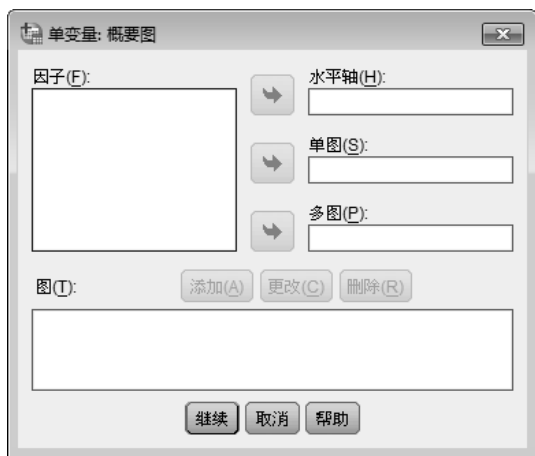 单变量: 概要图
因子(F):
水平轴(H):
单图(S):
多图(P):
图(T):
添加(A) 更改(C) 删除(R)
继续 取消 帮助